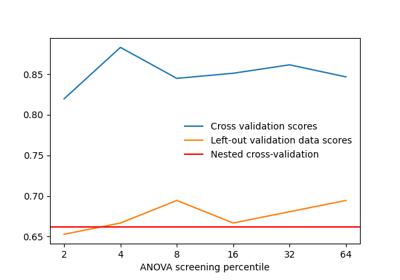 0.85
0.80
0.75
0.70
0.65
Cross validation scores
Left-out validation data scores
Nested cross-validation
2 4 8 16 32 64
ANOVA screening percentile